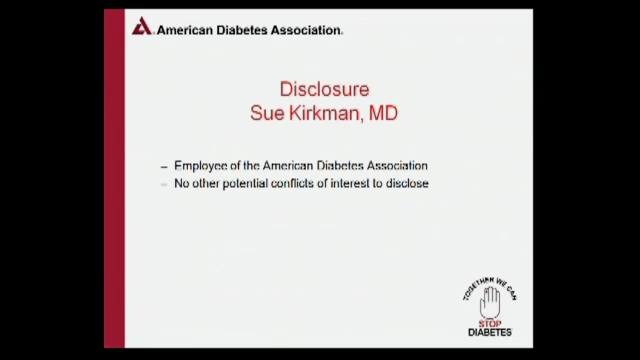 American Diabetes Association.
Disclosure
Sue Kirkman, MD
– Employee of the American Diabetes Association
– No other potential conflicts of interest to disclose
TOGETHER WE CAN
STOP
DIABETES